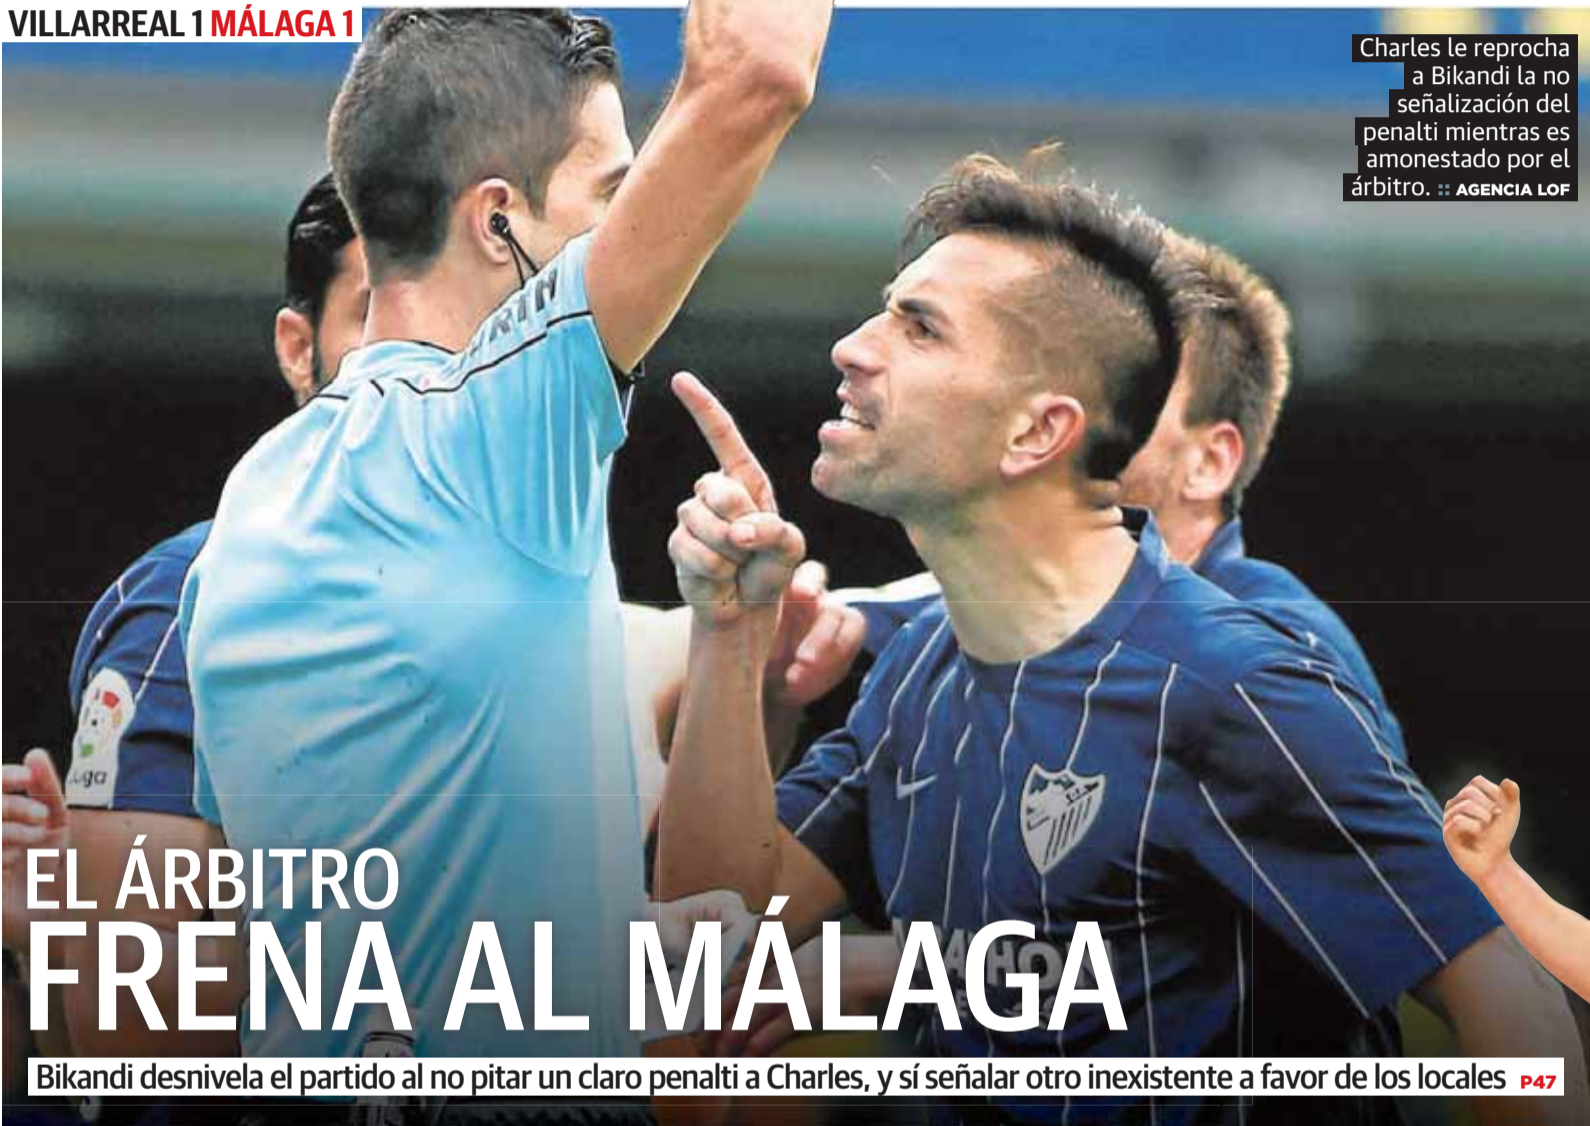 VILLARREAL 1 MÁLAGA 1
Charles le reprocha
a Bikandi la no
señalización del
penalti mientras es
amonestado por el
árbitro. :: AGENCIA LOF
EL ÁRBITRO
FRENA AL MÁLAGA
Bikandi desnivela el partido al no pitar un claro penalti a Charles, y sí señalar otro inexistente a favor de los locales P47